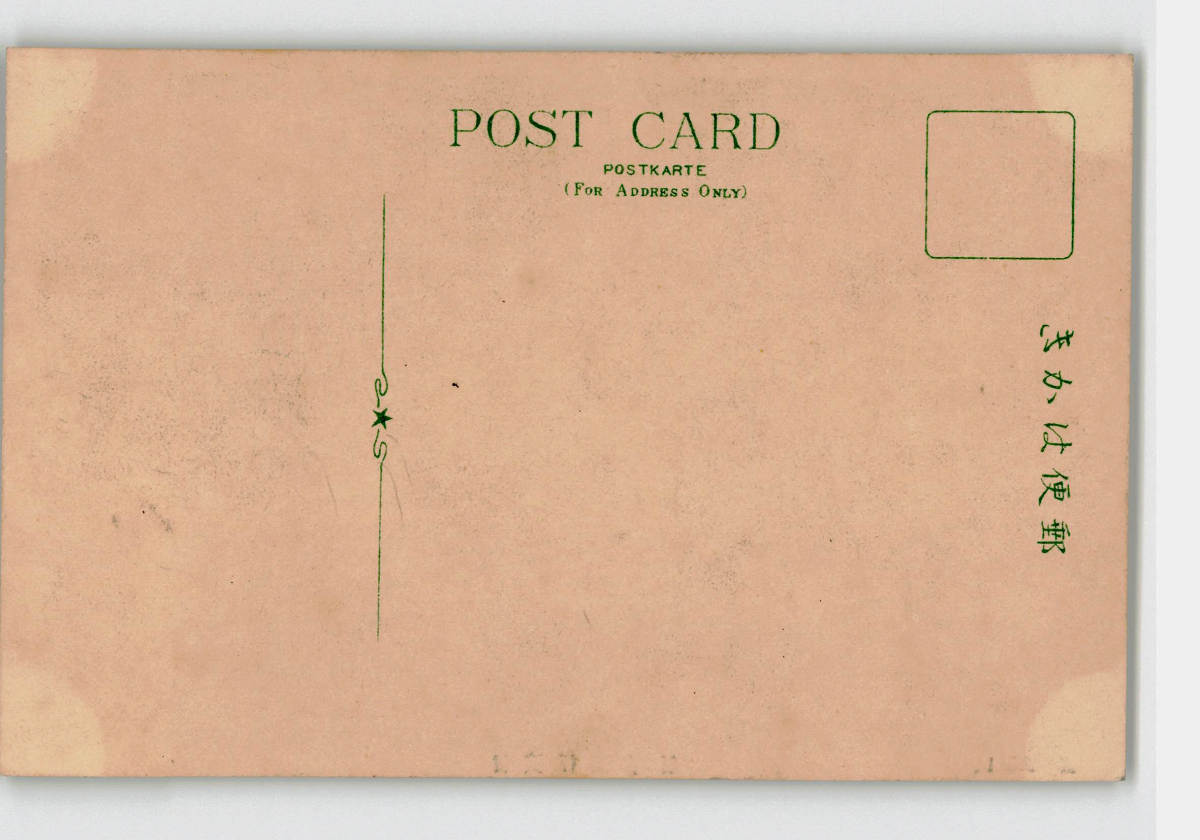 POST CARD
POSTKARTE
(FOR ADDRESS ONLY)
郵便はかき